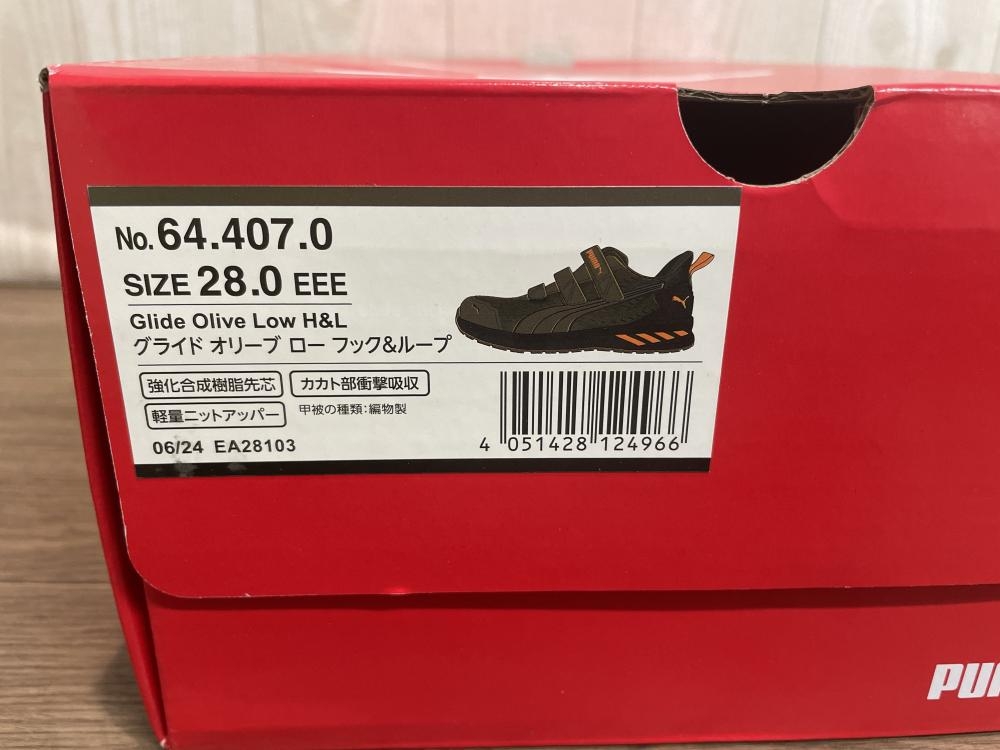 No. 64.407.0
SIZE 28.0 EEE
Glide Olive Low H&L
グライド オリーブ ロー フック&ループ
強化合成樹脂先芯 カカト部衝撃吸収
軽量ニットアッパー 甲被の種類:編物製
06/24 EA28103
PUMA
4 051428 124966
PU